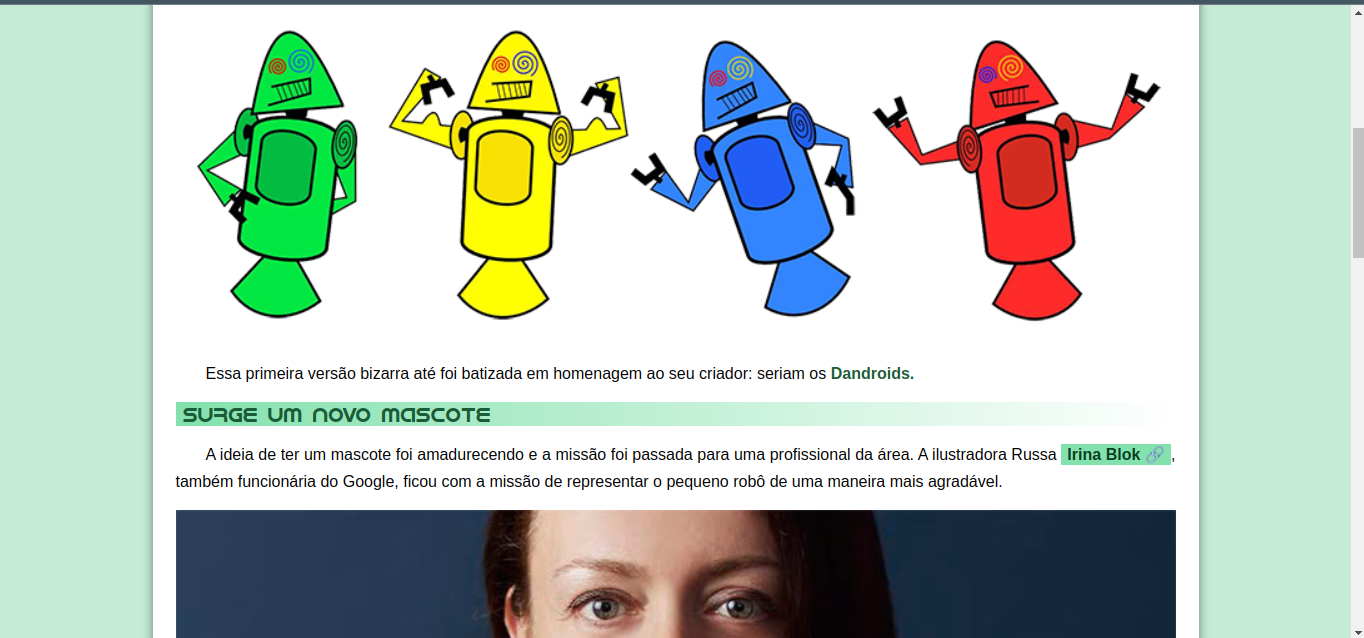 Essa primeira versão bizarra até foi batizada em homenagem ao seu criador: seriam os Dandroids.
SURGE UM NOVO MASCOTE
A ideia de ter um mascote foi amadurecendo e a missão foi passada para uma profissional da área. A ilustradora Russa Irina Blok 🔗,
também funcionária do Google, ficou com a missão de representar o pequeno robô de uma maneira mais agradável.